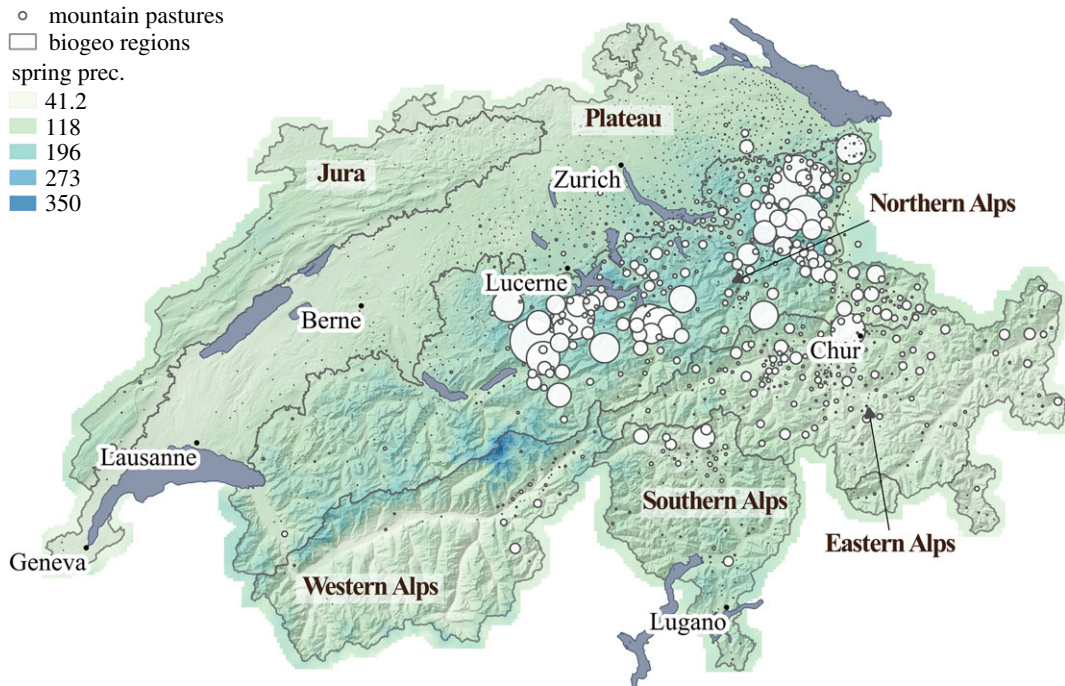 mountain pastures
biogeo regions
spring prec.
41.2
118
196
273
350
Plateau
Jura
Zurich
Northern Alps
Lucerne
Berne
Chur
Lausanne
Southern Alps
Eastern Alps
Geneva
Western Alps
Lugano